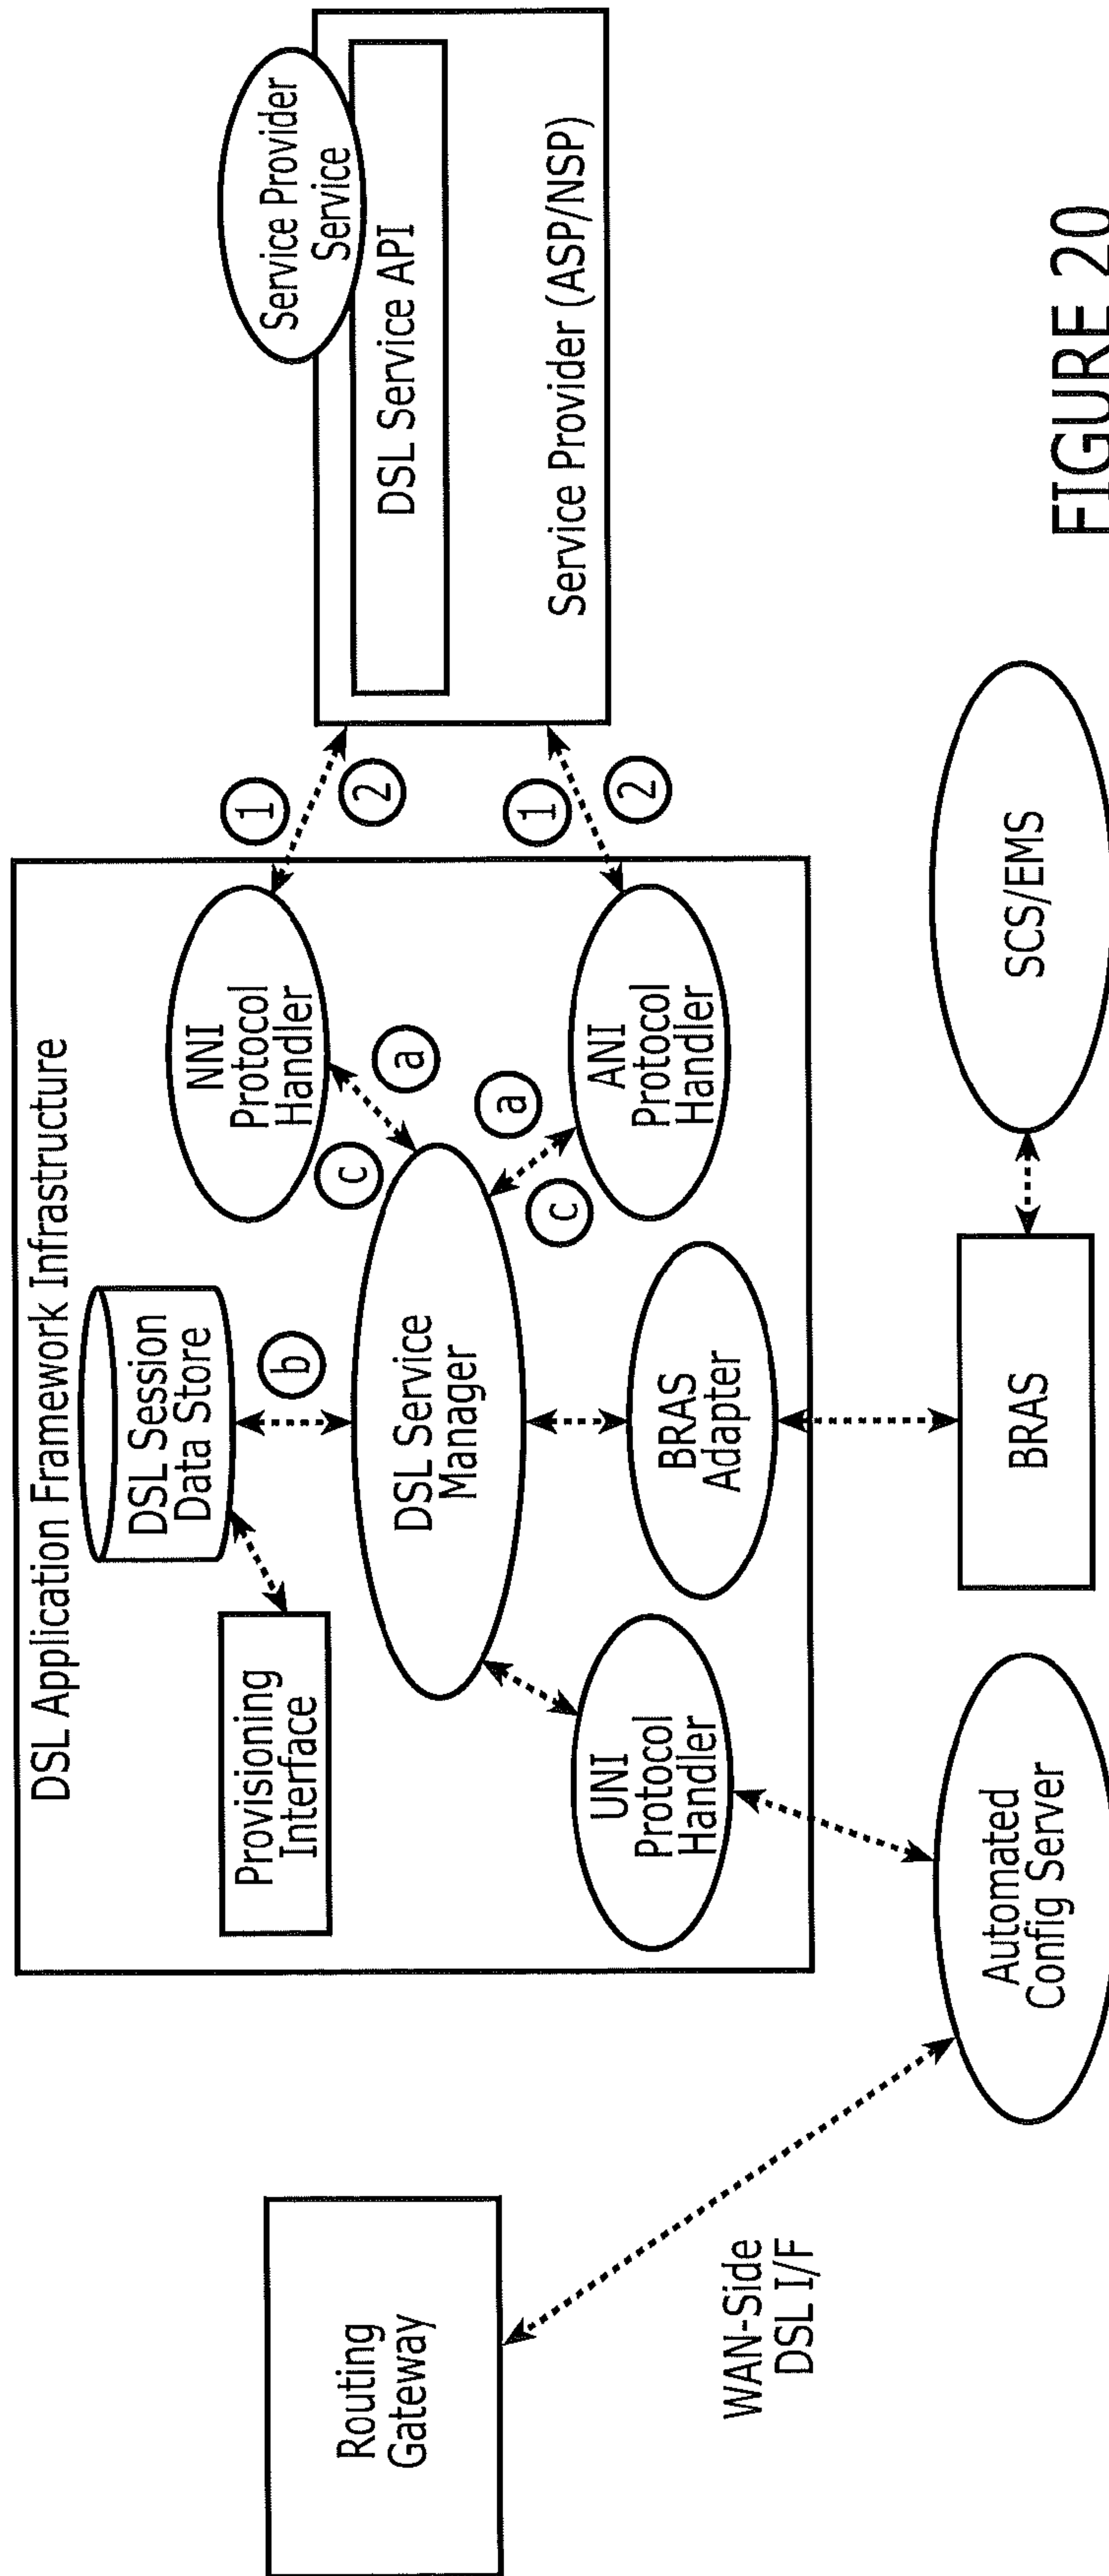 DSL Application Framework Infrastructure
Provisioning
Interface
DSL Session
Data Store
b
DSL Service
Manager
NNI
Protocol
Handler
c
a
a
c
ANI
Protocol
Handler
UNI
Protocol
Handler
BRAS
Adapter
1
2
1
2
Service Provider
Service
DSL Service API
Service Provider (ASP/NSP)
Routing
Gateway
WAN-Side
DSL I/F
Automated
Config Server
BRAS
SCS/EMS
FIGURE 20